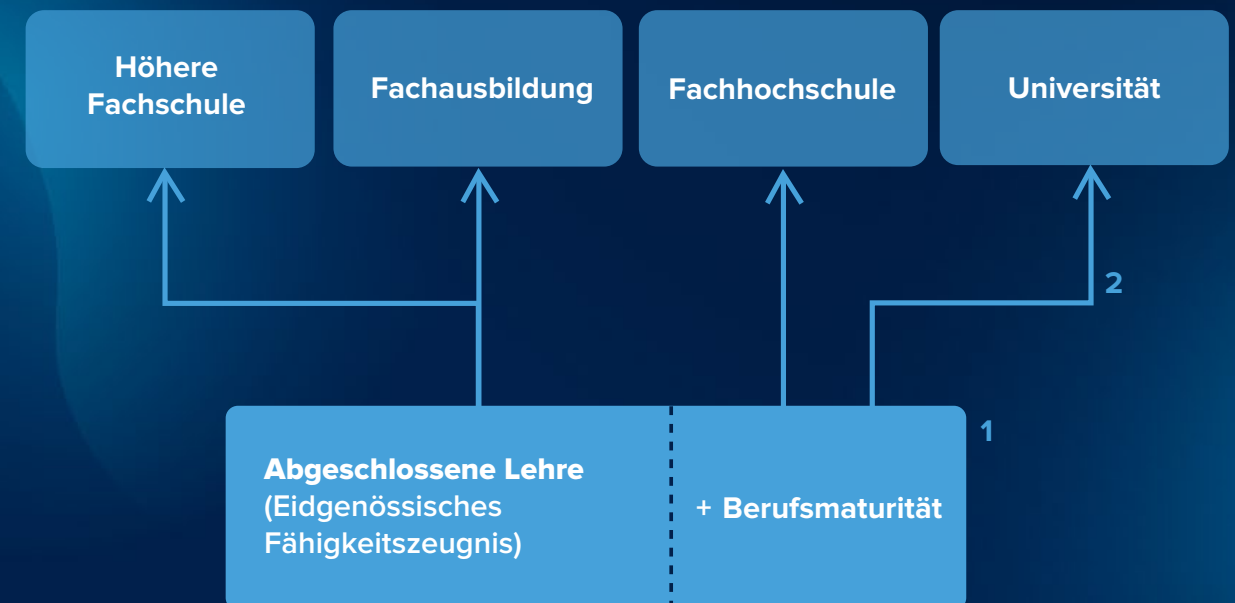 Höhere
Fachschule
Fachausbildung
Fachhochschule
Universität
2
1
Abgeschlossene Lehre
(Eidgenössisches
Fähigkeitszeugnis)
+ Berufsmaturität